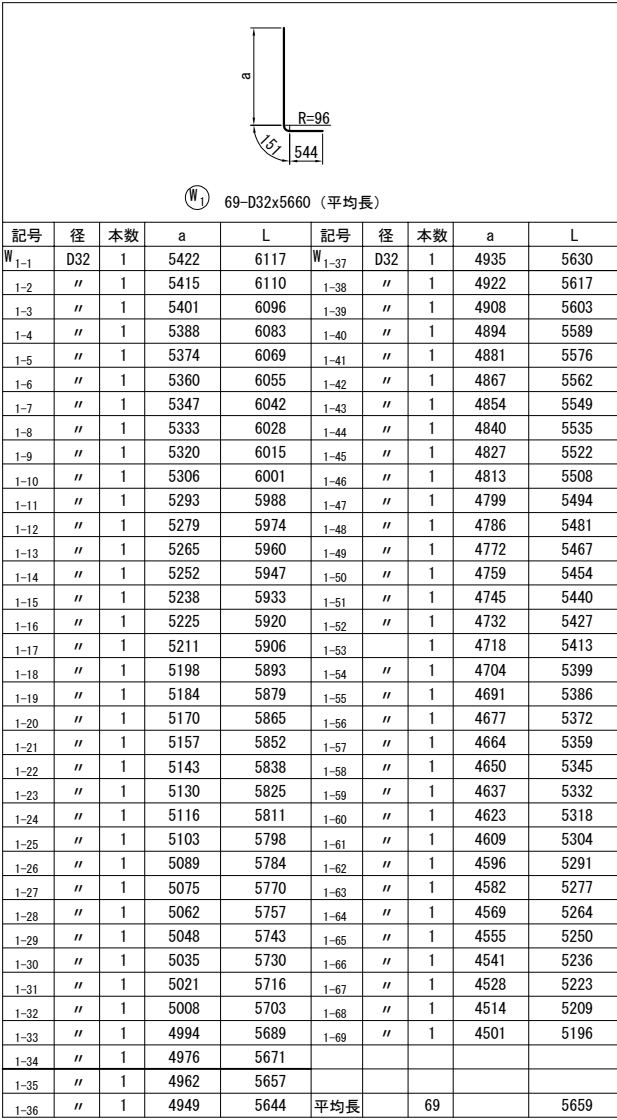 a
R=96
151
544
W1 69-D32x5660 (平均長)
記号 径 本数 a L 記号 径 本数 a L
W1-1 D32 1 5422 6117 W1-37 D32 1 4935 5630
1-2 〃 1 5415 6110 1-38 〃 1 4922 5617
1-3 〃 1 5401 6096 1-39 〃 1 4908 5603
1-4 〃 1 5388 6083 1-40 〃 1 4894 5589
1-5 〃 1 5374 6069 1-41 〃 1 4881 5576
1-6 〃 1 5360 6055 1-42 〃 1 4867 5562
1-7 〃 1 5347 6042 1-43 〃 1 4854 5549
1-8 〃 1 5333 6028 1-44 〃 1 4840 5535
1-9 〃 1 5320 6015 1-45 〃 1 4827 5522
1-10 〃 1 5306 6001 1-46 〃 1 4813 5508
1-11 〃 1 5293 5988 1-47 〃 1 4799 5494
1-12 〃 1 5279 5974 1-48 〃 1 4786 5481
1-13 〃 1 5265 5960 1-49 〃 1 4772 5467
1-14 〃 1 5252 5947 1-50 〃 1 4759 5454
1-15 〃 1 5238 5933 1-51 〃 1 4745 5440
1-16 〃 1 5225 5920 1-52 〃 1 4732 5427
1-17 〃 1 5211 5906 1-53 1 4718 5413
1-18 〃 1 5198 5893 1-54 〃 1 4704 5399
1-19 〃 1 5184 5879 1-55 〃 1 4691 5386
1-20 〃 1 5170 5865 1-56 〃 1 4677 5372
1-21 〃 1 5157 5852 1-57 〃 1 4664 5359
1-22 〃 1 5143 5838 1-58 〃 1 4650 5345
1-23 〃 1 5130 5825 1-59 〃 1 4637 5332
1-24 〃 1 5116 5811 1-60 〃 1 4623 5318
1-25 〃 1 5103 5798 1-61 〃 1 4609 5304
1-26 〃 1 5089 5784 1-62 〃 1 4596 5291
1-27 〃 1 5075 5770 1-63 〃 1 4582 5277
1-28 〃 1 5062 5757 1-64 〃 1 4569 5264
1-29 〃 1 5048 5743 1-65 〃 1 4555 5250
1-30 〃 1 5035 5730 1-66 〃 1 4541 5236
1-31 〃 1 5021 5716 1-67 〃 1 4528 5223
1-32 〃 1 5008 5703 1-68 〃 1 4514 5209
1-33 〃 1 4994 5689 1-69 〃 1 4501 5196
1-34 〃 1 4976 5671
1-35 〃 1 4962 5657
1-36 〃 1 4949 5644 平均長 69 5659